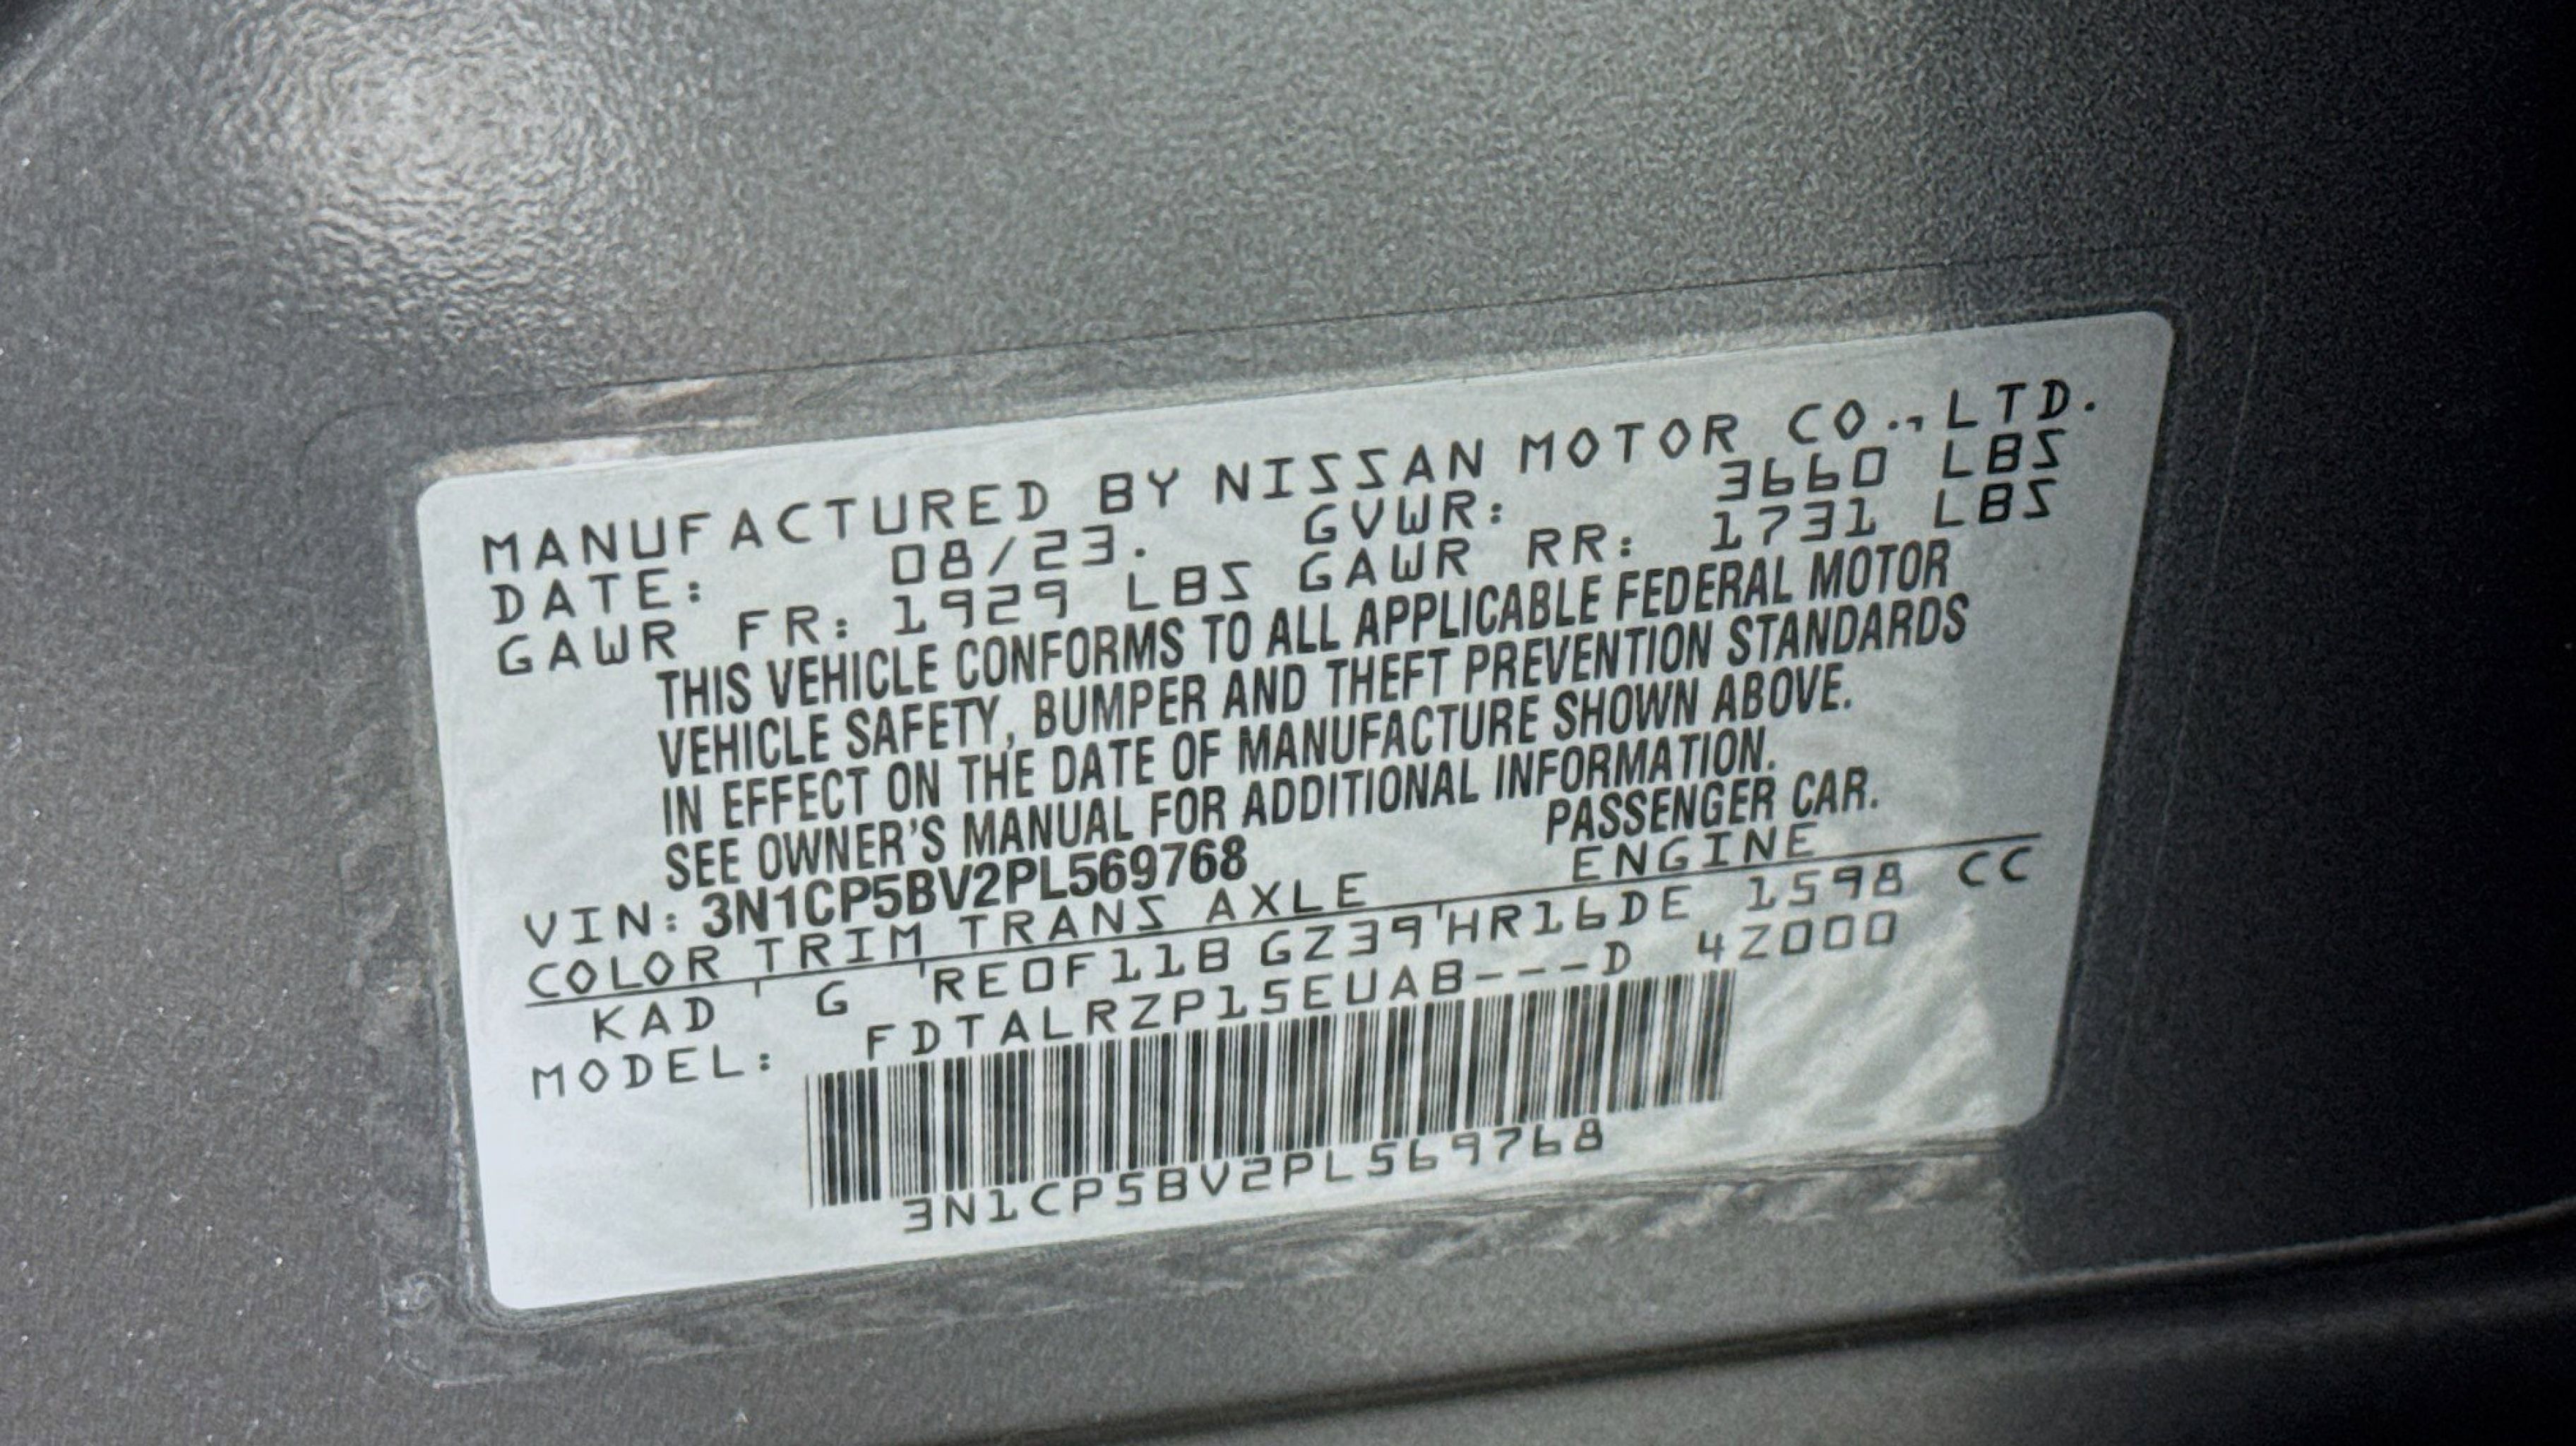 MANUFACTURED BY NISSAN MOTOR CO.,LTD.
DATE: 08/23. GVWR: 3660 LBS
GAWR FR: 1929 LBS GAWR RR: 1731 LBS
THIS VEHICLE CONFORMS TO ALL APPLICABLE FEDERAL MOTOR
VEHICLE SAFETY, BUMPER AND THEFT PREVENTION STANDARDS
IN EFFECT ON THE DATE OF MANUFACTURE SHOWN ABOVE.
SEE OWNER'S MANUAL FOR ADDITIONAL INFORMATION.
VIN: 3N1CP5BV2PL569768 PASSENGER CAR.
COLOR TRIM TRANS AXLE ENGINE
KAD ' G 'RE0F11B GZ39'HR16DE 1598 CC
MODEL: FDTALRZP15EUAB---D 4Z000
3N1CP5BV2PL569768